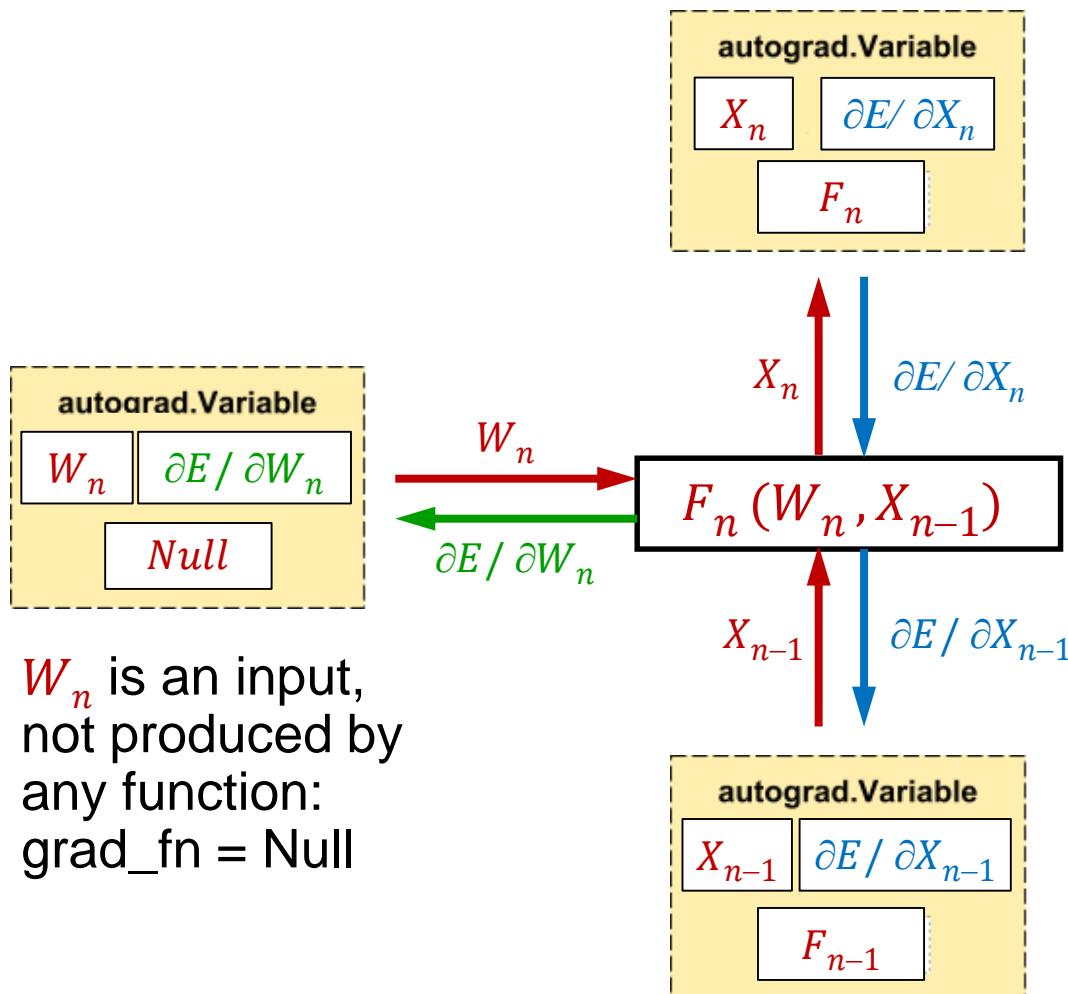 autograd.Variable
Xₙ ∂E/ ∂Xₙ
Fₙ
Xₙ ∂E/ ∂Xₙ
autograd.Variable
Wₙ ∂E / ∂Wₙ
Null
Wₙ
Fₙ (Wₙ , Xₙ₋₁)
∂E / ∂Wₙ
Xₙ₋₁ ∂E / ∂Xₙ₋₁
Wₙ is an input,
not produced by
any function:
grad_fn = Null
autograd.Variable
Xₙ₋₁ ∂E / ∂Xₙ₋₁
Fₙ₋₁